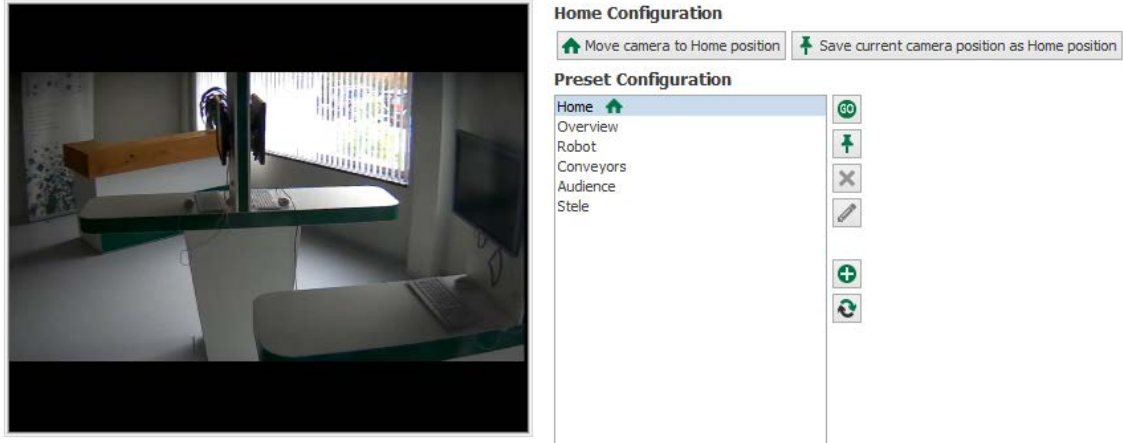 Home Configuration
Move camera to Home position
Save current camera position as Home position
Preset Configuration
Home
Overview
Robot
Conveyors
Audience
Stele
GO